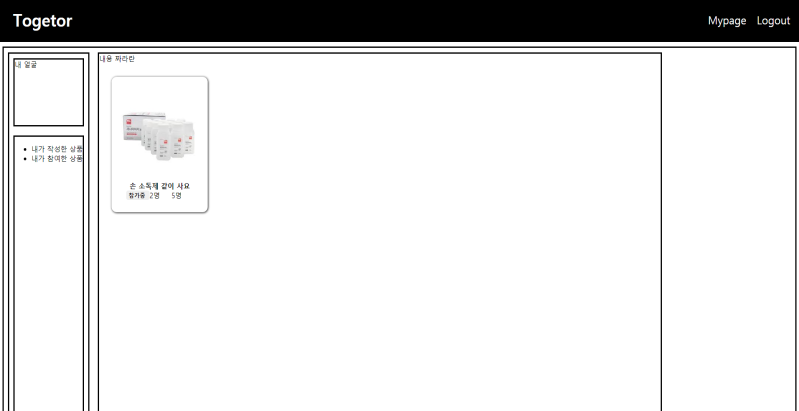 Togetor
Mypage Logout
내 얼굴
내가 작성한 상품
내가 참여한 상품
내용 짜라란
손 소독제 같이 사요
참가중 2명 5명